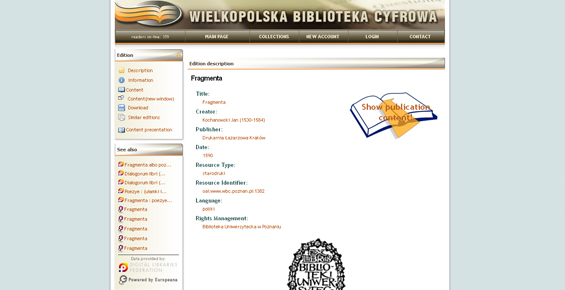 WIELKOPOLSKA BIBLIOTEKA CYFROWA
readers on-line: 179
MAIN PAGE
COLLECTIONS
NEW ACCOUNT
LOGIN
CONTACT
Edition
Description
Information
Content
Content(new window)
Download
Similar editions
Content presentation
See also
Fragmenta albo poz...
Dialogorum libri (...
Dialogorum libri (...
Poezye : (ułamki i...
Fragmenta : poezye...
Fragmenta
Fragmenta
Fragmenta
Fragmenta
Fragmenta
Data provided by:
DIGITAL LIBRARIES
FEDERATION
Powered by Europeana
Edition description
Fragmenta
Title:
Fragmenta
Creator:
Kochanowski Jan (1530-1584)
Publisher:
Drukarnia Łazarzowa Kraków
Date:
1590
Resource Type:
starodruki
Resource Identifier:
oai:www.wbc.poznan.pl:1302
Language:
polski
Rights Management:
Biblioteka Uniwersytecka w Poznaniu
Show publication
content!
BIBLIO
TEKI
UNIWER